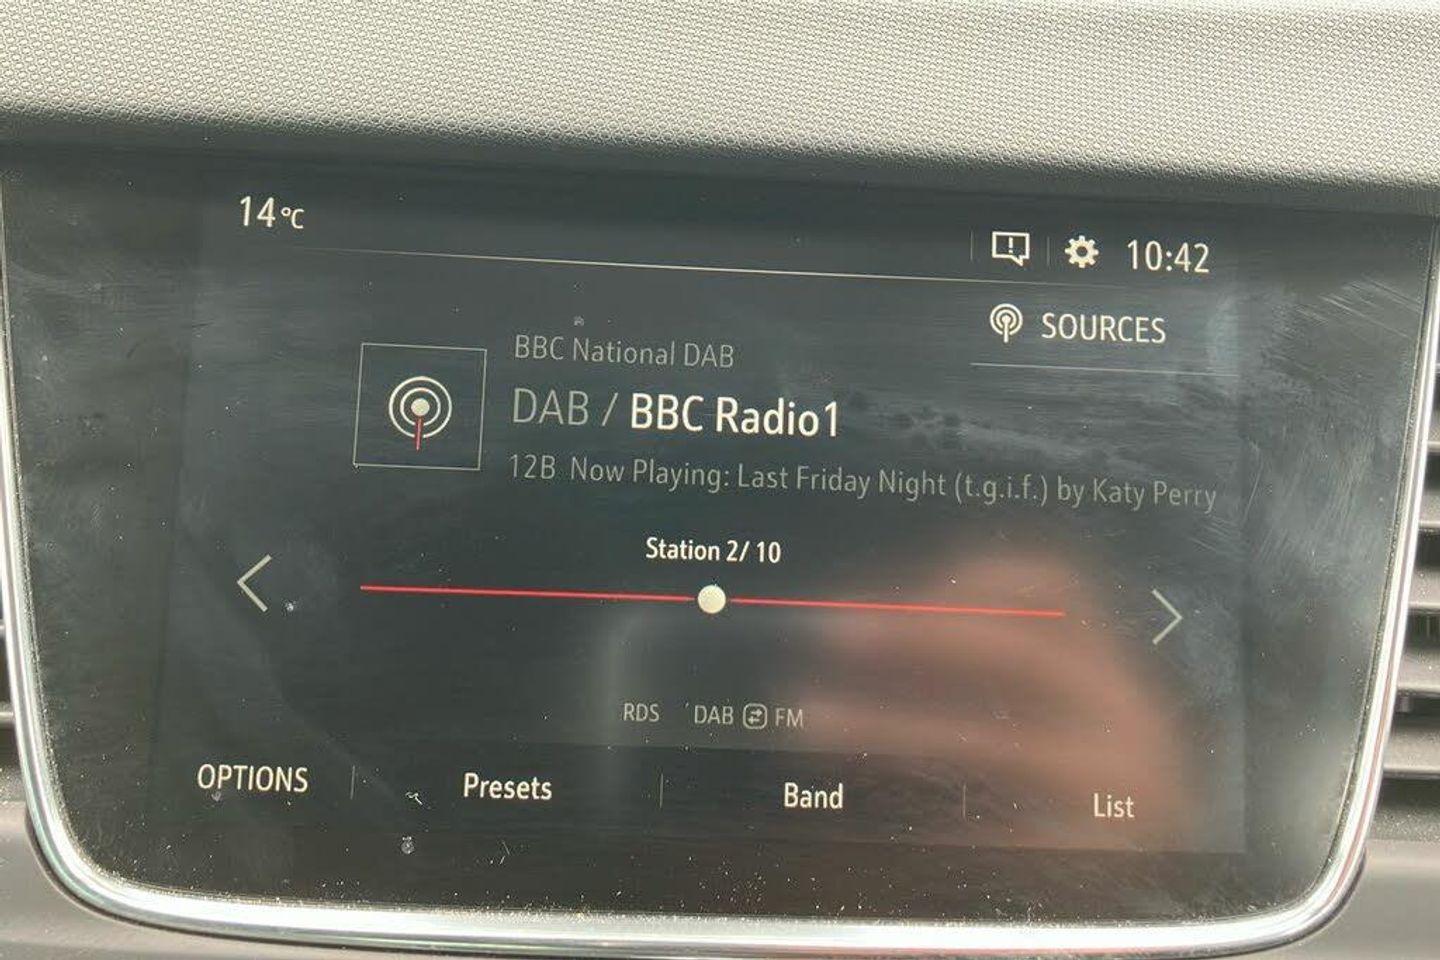 14°C
10:42
SOURCES
BBC National DAB
DAB / BBC Radio1
12B Now Playing: Last Friday Night (t.g.i.f.) by Katy Perry
Station 2/ 10
RDS DAB FM
OPTIONS Presets Band List